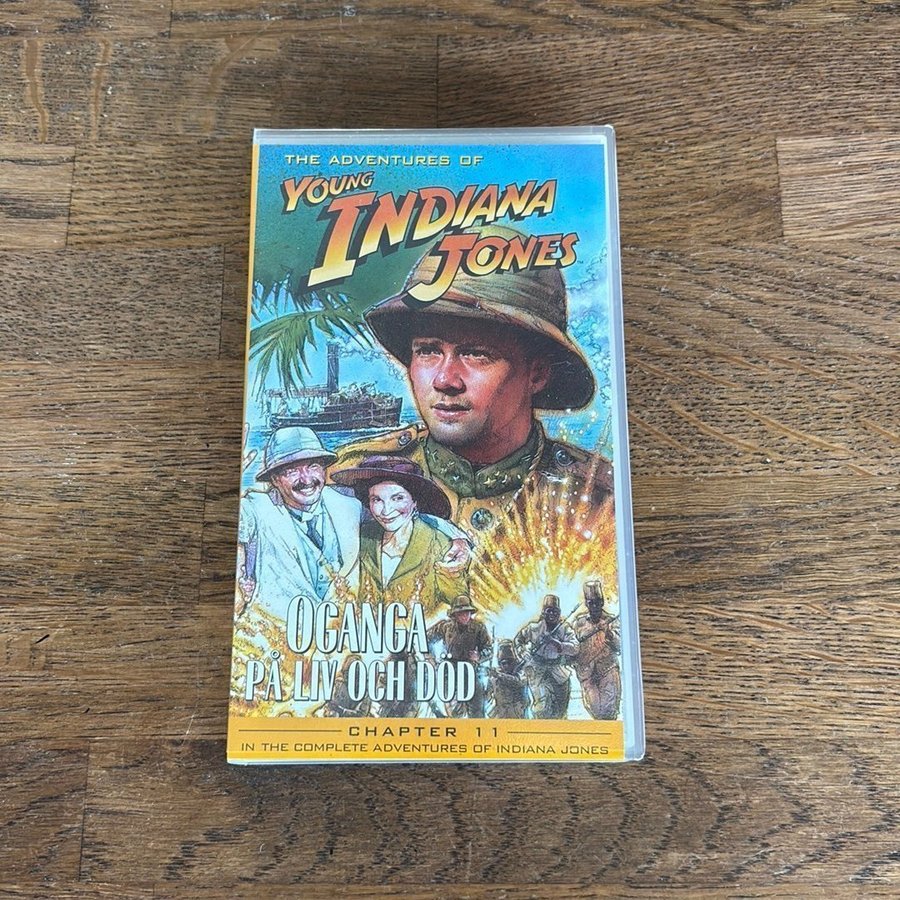 THE ADVENTURES OF
YOUNG
INDIANA
JONES
OGANGA
PÅ LIV OCH DÖD
CHAPTER 11
IN THE COMPLETE ADVENTURES OF INDIANA JONES